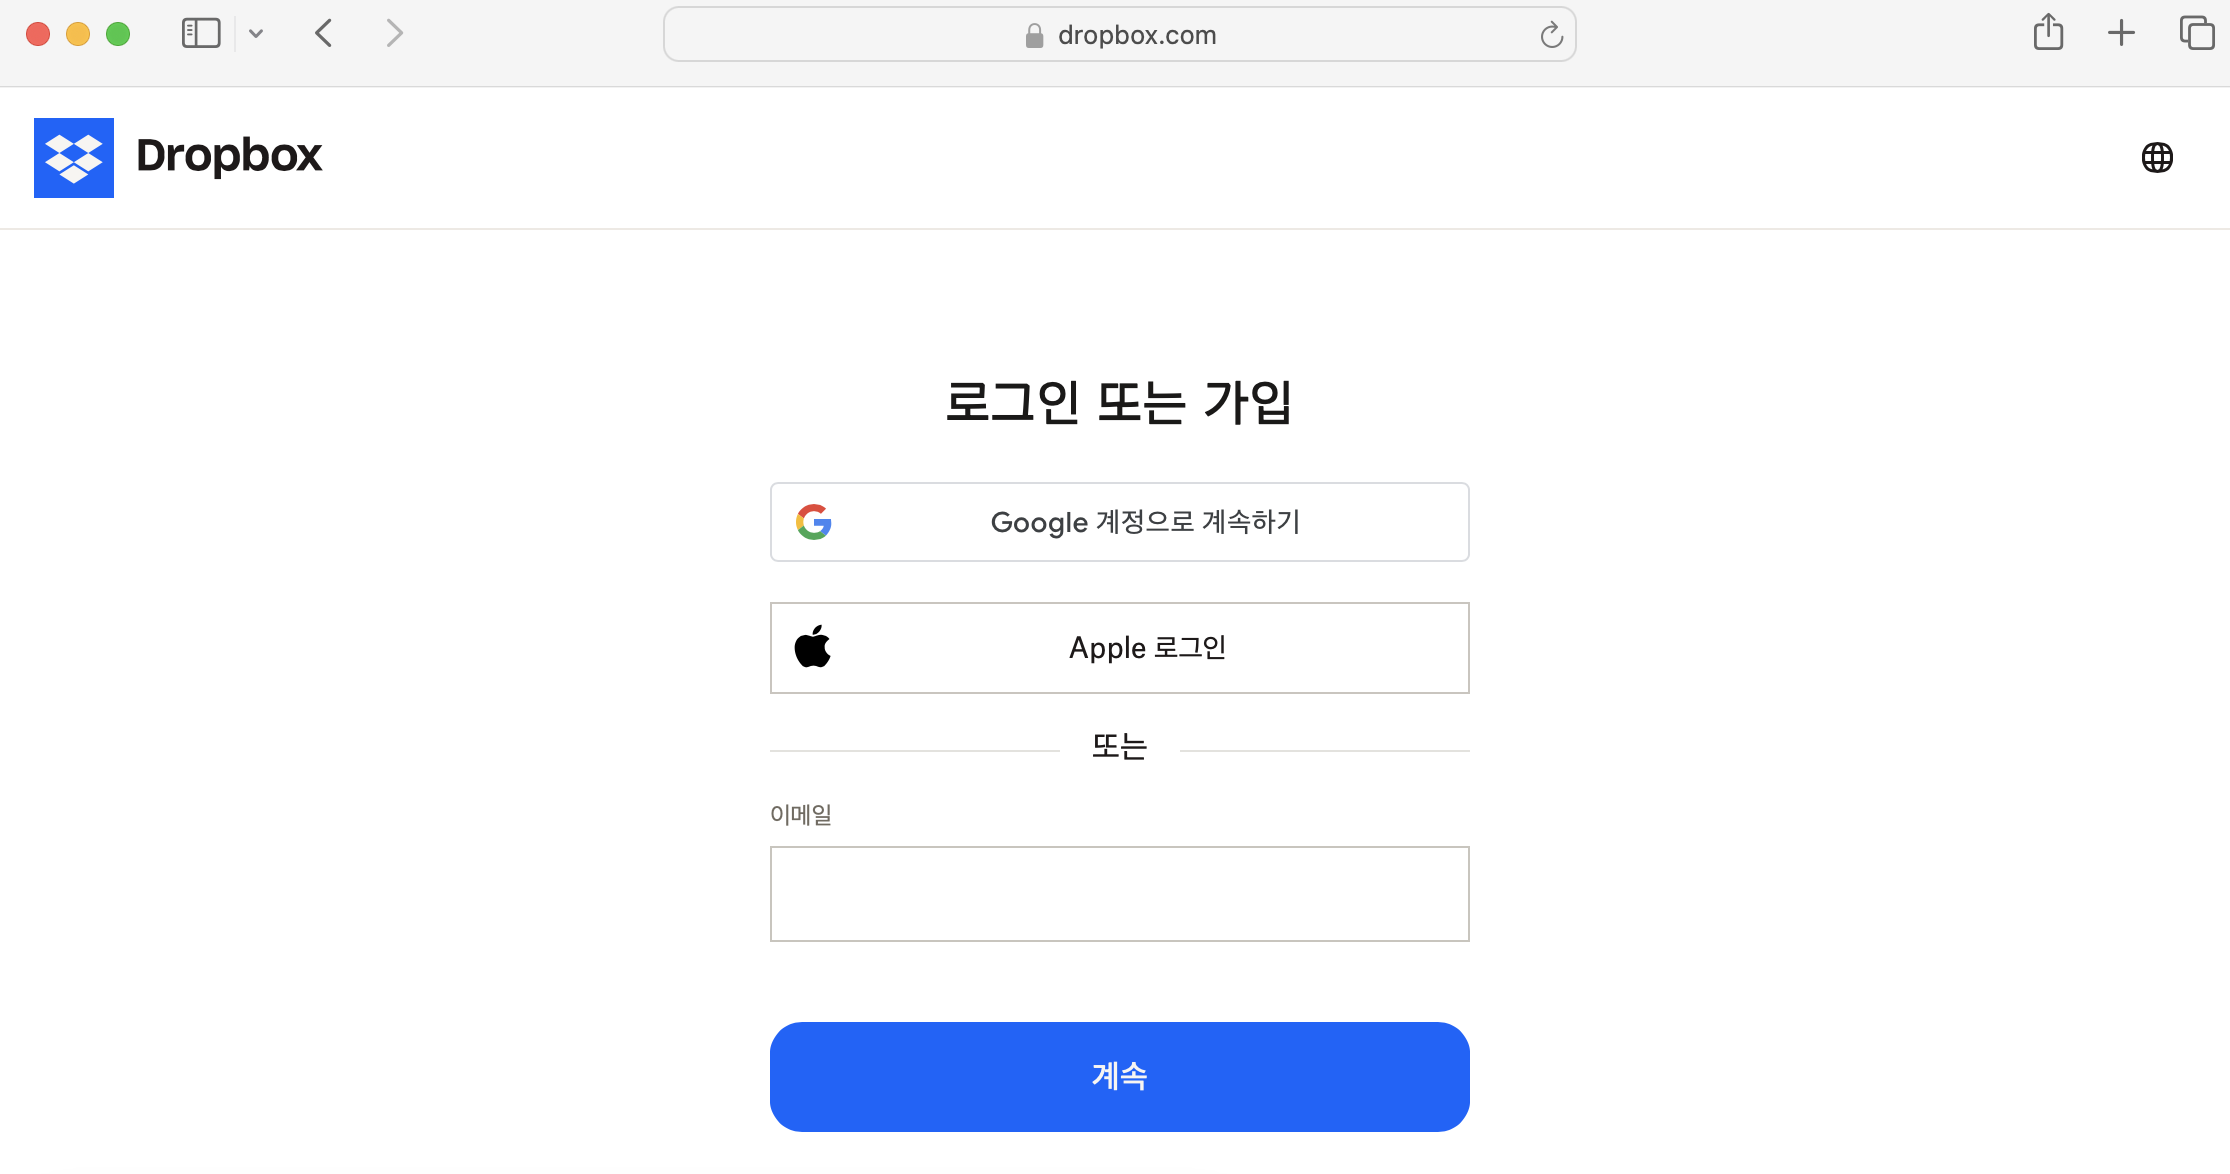 dropbox.com
Dropbox
로그인 또는 가입
Google 계정으로 계속하기
Apple 로그인
또는
이메일
계속